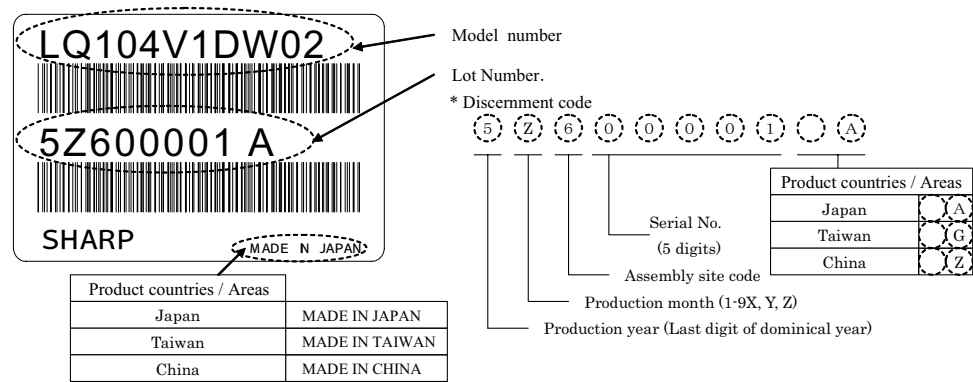 LQ104V1DW02
5Z600001 A
SHARP
MADE N JAPAN
Model number
Lot Number.
* Discernment code
5 Z 6 0 0 0 0 1 A
Product countries / Areas
Japan A
Taiwan G
China Z
Serial No.
(5 digits)
Assembly site code
Production month (1-9X, Y, Z)
Production year (Last digit of dominical year)
Product countries / Areas
Japan MADE IN JAPAN
Taiwan MADE IN TAIWAN
China MADE IN CHINA